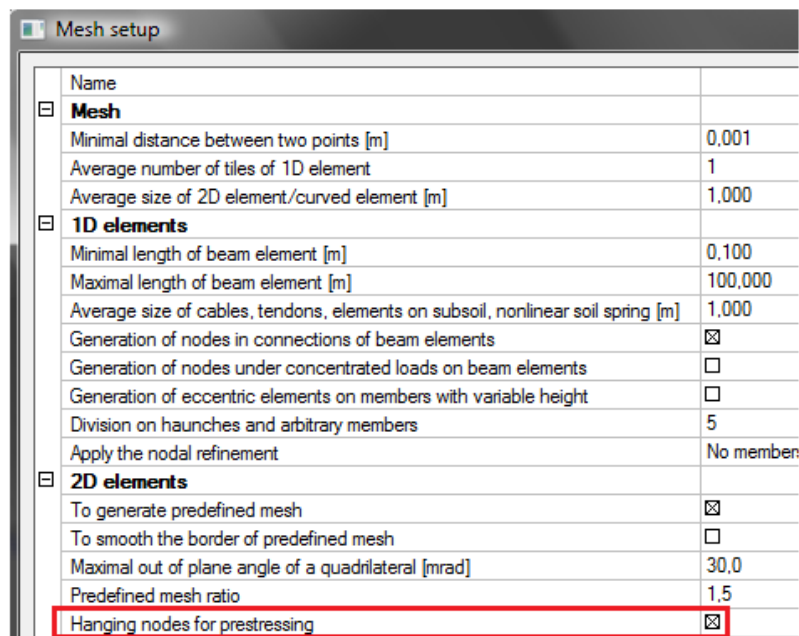 Mesh setup
Name
Mesh
Minimal distance between two points [m] 0,001
Average number of tiles of 1D element 1
Average size of 2D element/curved element [m] 1,000
1D elements
Minimal length of beam element [m] 0,100
Maximal length of beam element [m] 100,000
Average size of cables, tendons, elements on subsoil, nonlinear soil spring [m] 1,000
Generation of nodes in connections of beam elements
Generation of nodes under concentrated loads on beam elements
Generation of eccentric elements on members with variable height
Division on haunches and arbitrary members 5
Apply the nodal refinement No members
2D elements
To generate predefined mesh
To smooth the border of predefined mesh
Maximal out of plane angle of a quadrilateral [mrad] 30,0
Predefined mesh ratio 1,5
Hanging nodes for prestressing